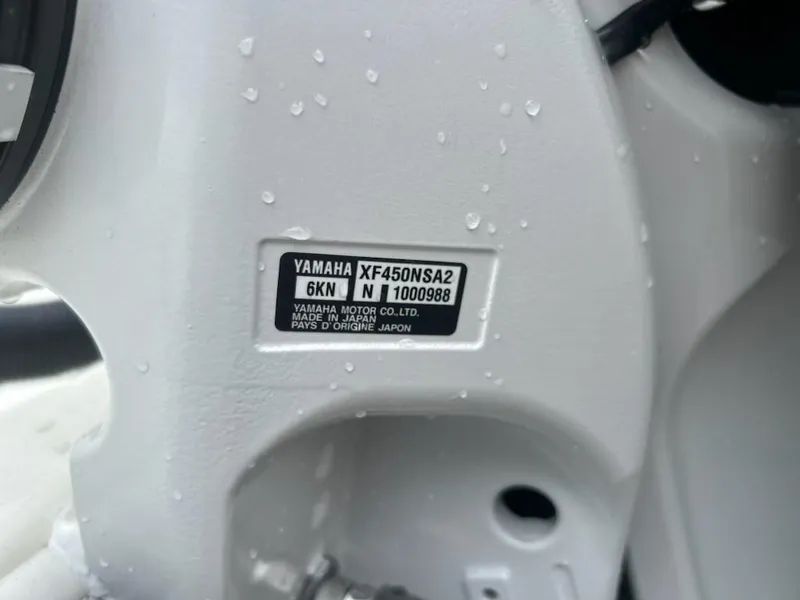 YAMAHA XF450NSA2
6KN N 1000988
YAMAHA MOTOR CO.,LTD.
MADE IN JAPAN
PAYS D'ORIGINE JAPON